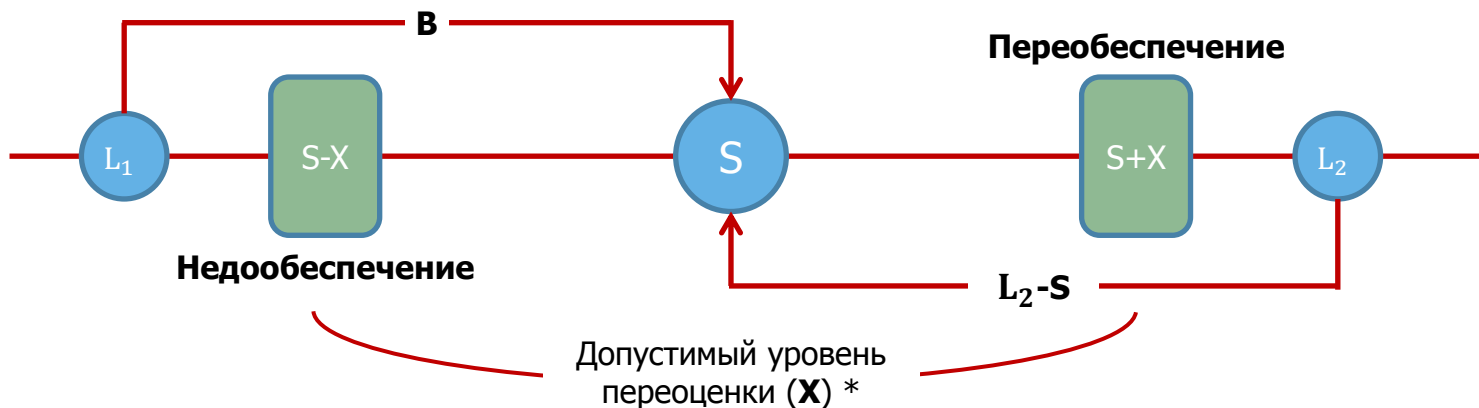 B
Переобеспечение
L₁
S-X
S
S+X
L₂
Недообеспечение
L₂-S
Допустимый уровень
переоценки (X) *